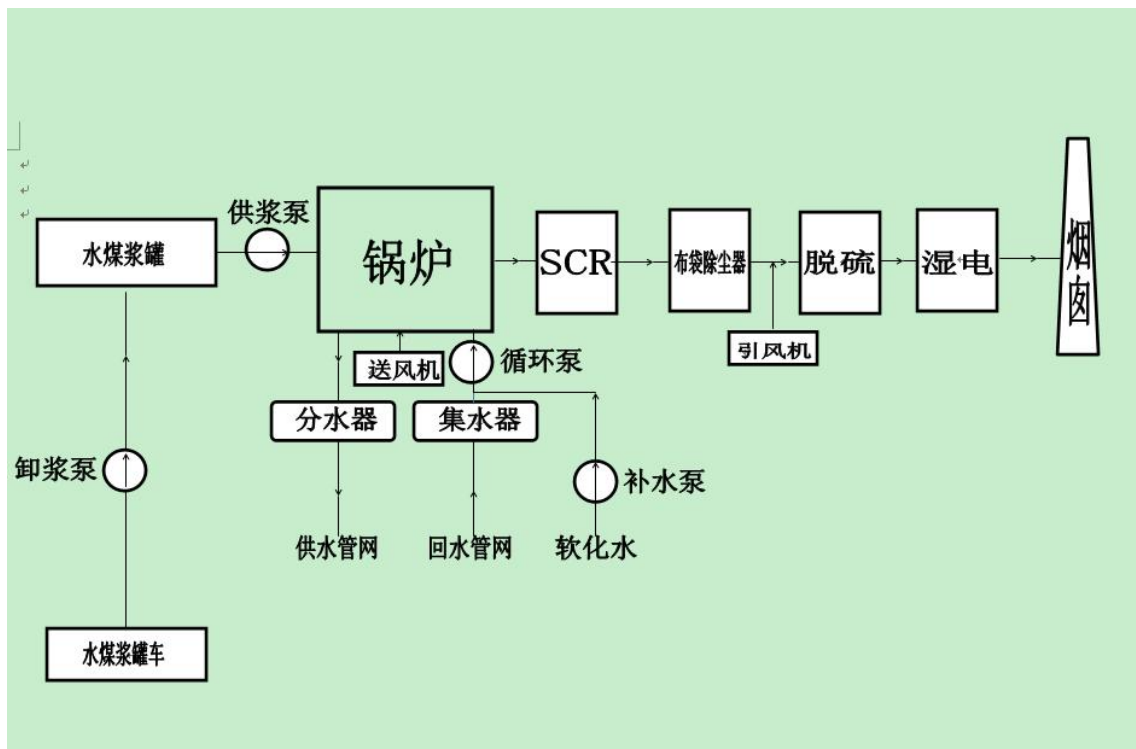 供浆泵
水煤浆罐
锅炉
SCR
布袋除尘器
脱硫
湿电
烟囱
引风机
送风机
循环泵
分水器
集水器
卸浆泵
补水泵
供水管网
回水管网
软化水
水煤浆罐车